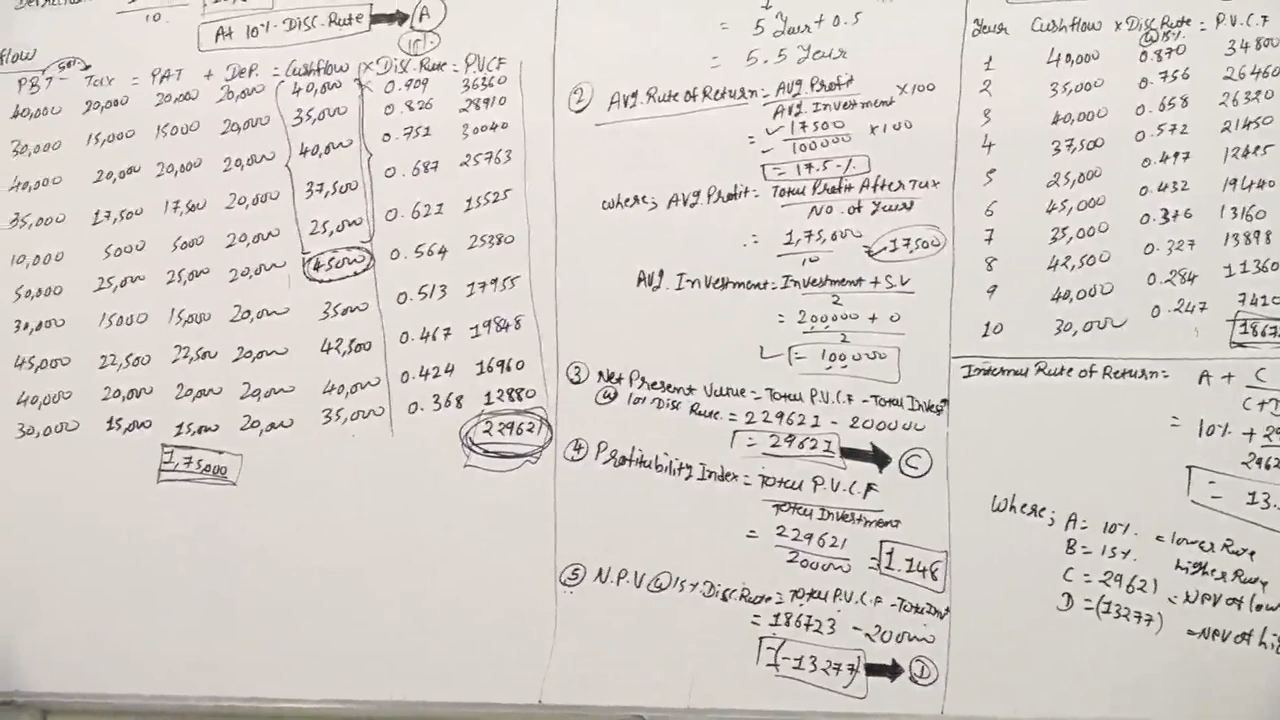 10.
At 10% Disc. Rate A
10%
flow
50%
PBT - Tax = PAT + Dep. = Cashflow x Disc. Rate = P.V.C.F
40,000 20,000 20,000 20,000 40,000 x 0.909 36360
30,000 15,000 15000 20,000 35,000 0.826 28910
40,000 20,000 20,000 20,000 40,000 0.751 30040
35,000 17,500 17,500 20,000 37,500 0.687 25763
10,000 5000 5000 20,000 25,000 0.621 15525
50,000 25,000 25,000 20,000 45000 0.564 25380
30,000 15000 15,000 20,000 35000 0.513 17955
45,000 22,500 22,500 20,000 42,500 0.467 19848
40,000 20,000 20,000 20,000 40,000 0.424 16960
30,000 15,000 15,000 20,000 35,000 0.368 12880
1,75,000 229621
= 5 Year + 0.5
= 5.5 Year
② Avg. Rate of Return = Avg. Profit x 100
Avg. Investment
= 17500 x 100
100000
= 17.5%
where; Avg. Profit = Total Profit After Tax
No. of Years
= 1,75,000 = 17500
10
Avg. Investment = Investment + S.V
2
= 200000 + 0
2
= 100000
③ Net Present Value = Total P.V.C.F - Total Invest
@ 10% Disc. Rate = 229621 - 200000
= 29621 C
④ Profitability Index = Total P.V.C.F
Total Investment
= 229621 = 1.148
200000
⑤ N.P.V @ 15% Disc. Rate = Total P.V.C.F - Total Invt
= 186723 - 200000
= (-13277) D
Year Cashflow x Disc. Rate = P.V.C.F
@ 15%
1 40,000 0.870 34800
2 35,000 0.756 26460
3 40,000 0.658 26320
4 37,500 0.572 21450
5 25,000 0.497 12425
6 45,000 0.432 19440
7 35,000 0.376 13160
8 42,500 0.327 13898
9 40,000 0.284 11360
10 30,000 0.247 7410
1867
Internal Rate of Return = A + C
C + D
= 10% + 29
2962
= 13.
Where; A = 10% = lower Rate
B = 15% higher Rate
C = 29621 = NPV at low
D = (13277) = NPV at hi